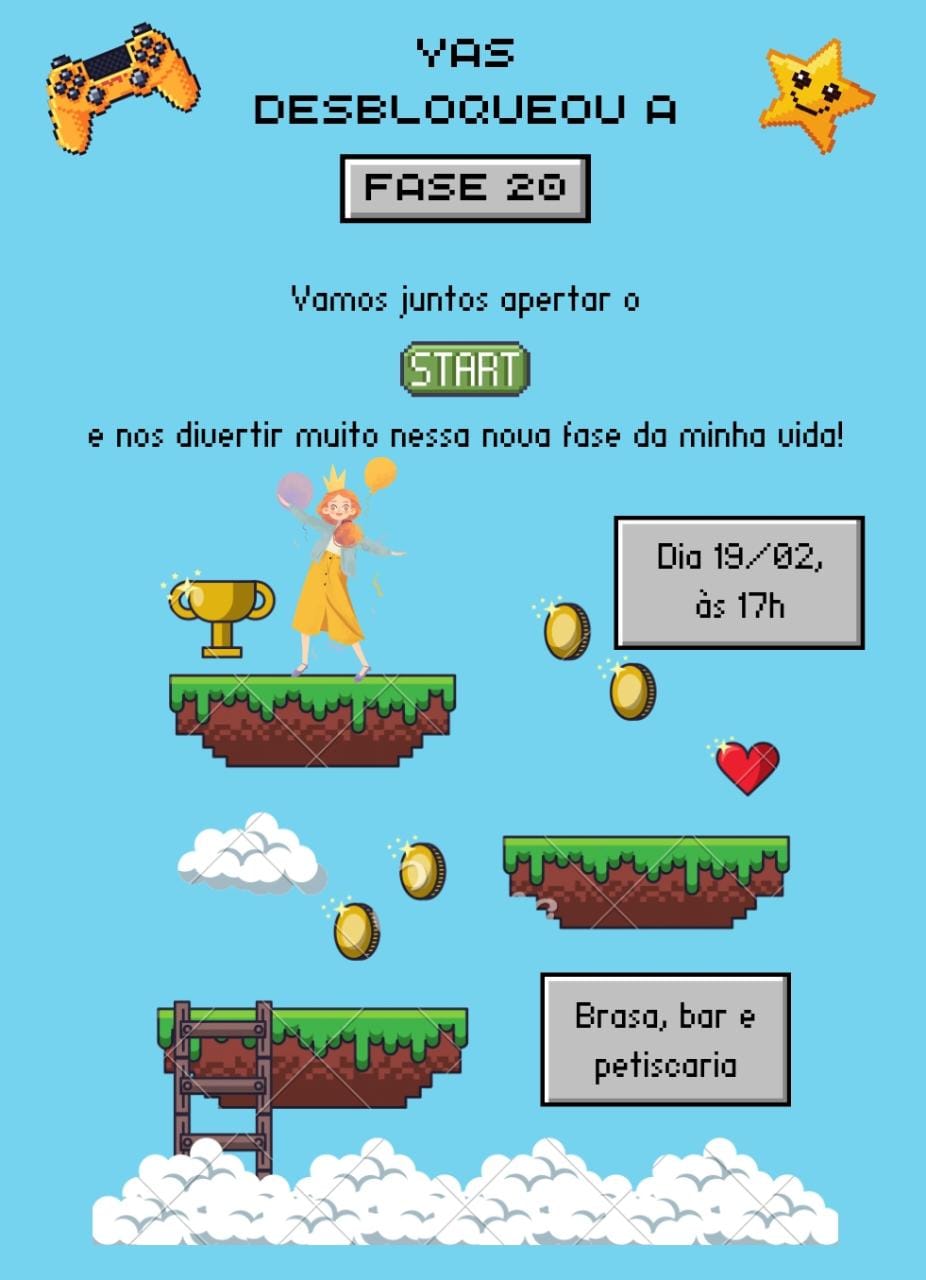 YAS
DESBLOQUEOU A
FASE 20
Vamos juntos apertar o
START
e nos divertir muito nessa nova fase da minha vida!
Dia 19/02,
às 17h
Brasa, bar e
petiscaria